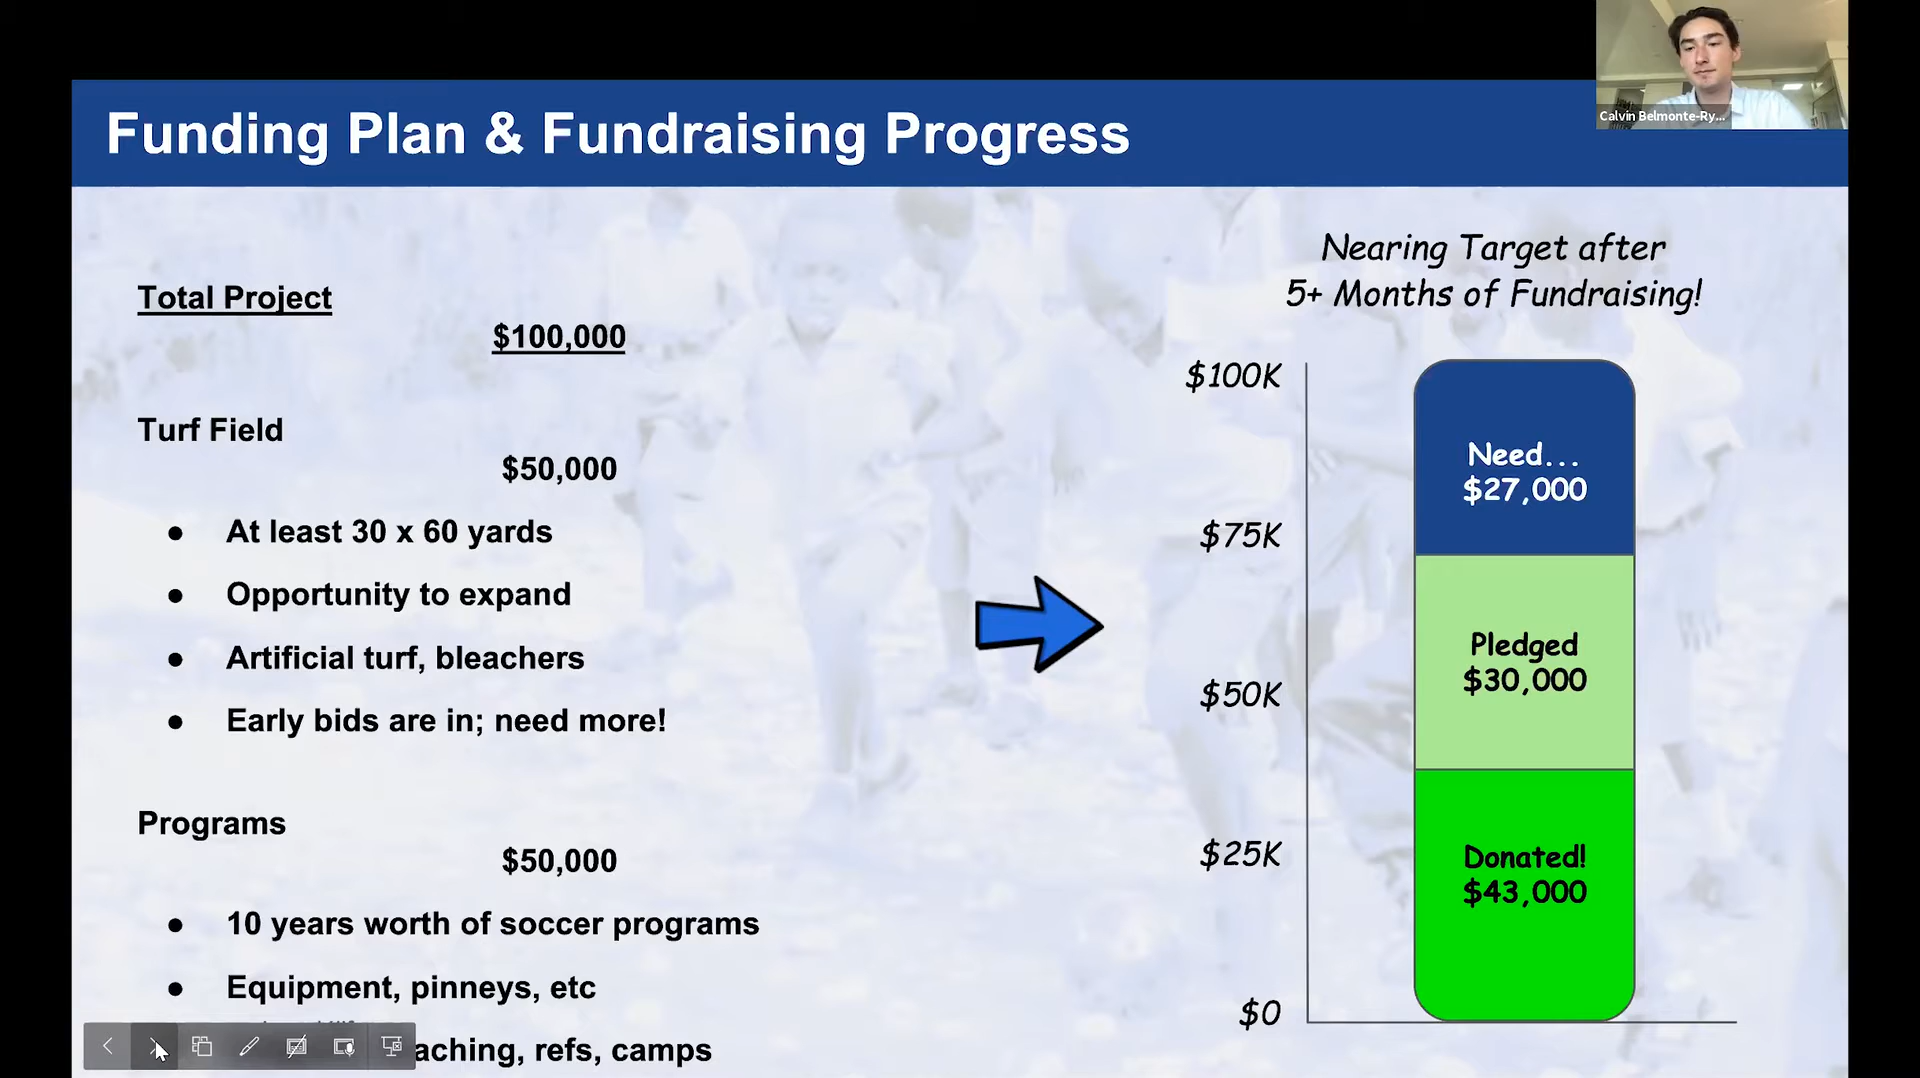 Calvin Belmonte-Ry...
Funding Plan & Fundraising Progress
Total Project
$100,000
Turf Field
$50,000
● At least 30 x 60 yards
● Opportunity to expand
● Artificial turf, bleachers
● Early bids are in; need more!
Programs
$50,000
● 10 years worth of soccer programs
● Equipment, pinneys, etc
aching, refs, camps
Nearing Target after
5+ Months of Fundraising!
$100K
$75K
$50K
$25K
$0
Need...
$27,000
Pledged
$30,000
Donated!
$43,000